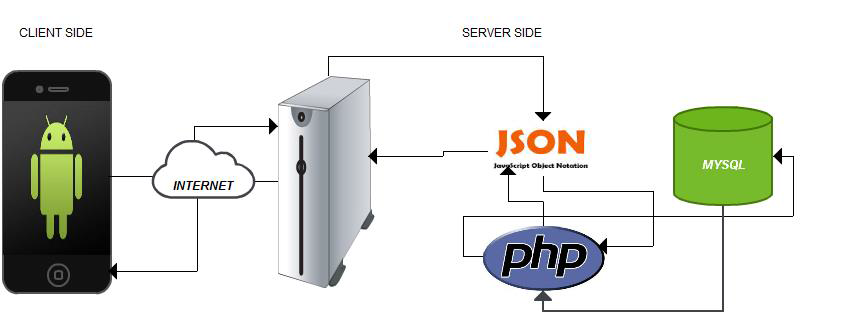 CLIENT SIDE
SERVER SIDE
JSON
JavaScript Object Notation
INTERNET
MYSQL
php